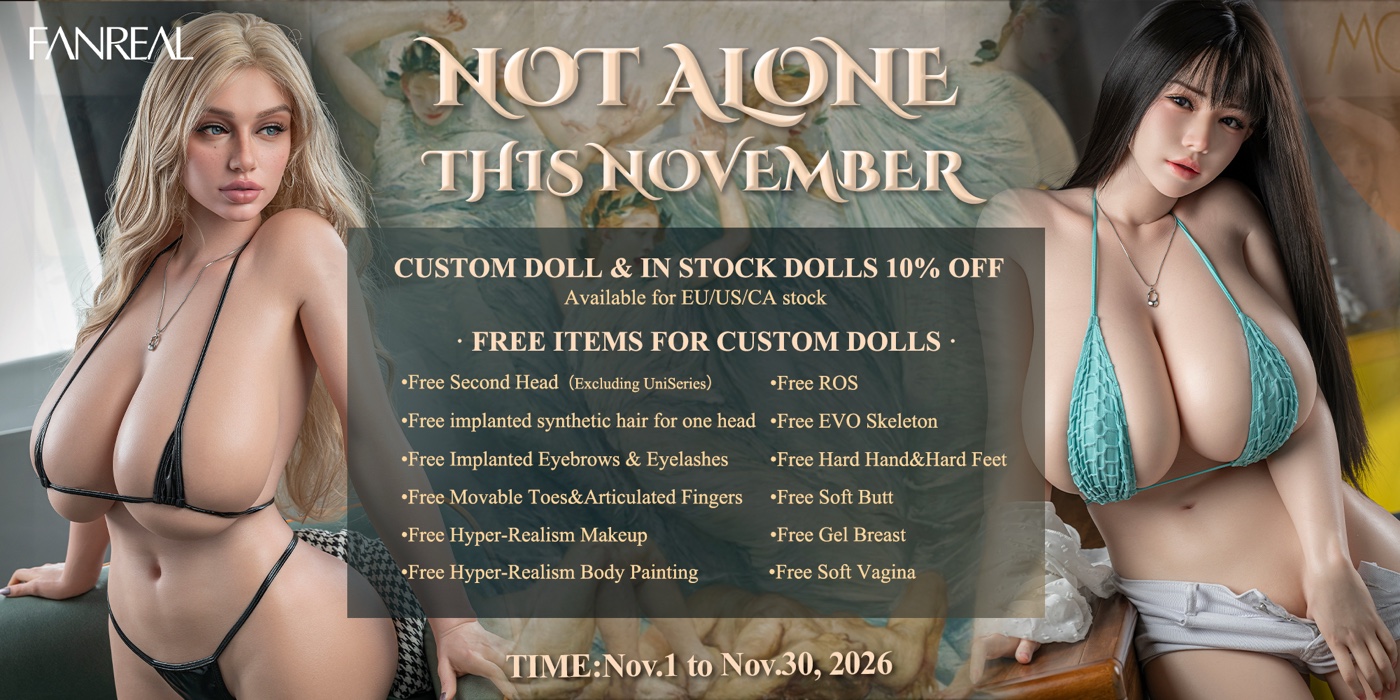 FANREAL
NOT ALONE
THIS NOVEMBER
CUSTOM DOLL & IN STOCK DOLLS 10% OFF
Available for EU/US/CA stock
· FREE ITEMS FOR CUSTOM DOLLS ·
•Free Second Head（Excluding UniSeries）
•Free implanted synthetic hair for one head
•Free Implanted Eyebrows & Eyelashes
•Free Movable Toes&Articulated Fingers
•Free Hyper-Realism Makeup
•Free Hyper-Realism Body Painting
•Free ROS
•Free EVO Skeleton
•Free Hard Hand&Hard Feet
•Free Soft Butt
•Free Gel Breast
•Free Soft Vagina
TIME:Nov.1 to Nov.30, 2026